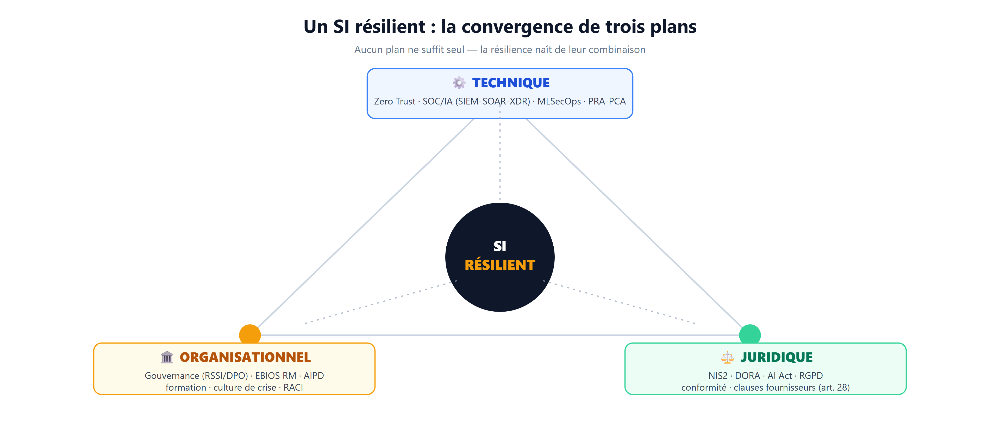 Un SI résilient : la convergence de trois plans
Aucun plan ne suffit seul — la résilience naît de leur combinaison
TECHNIQUE
Zero Trust · SOC/IA (SIEM-SOAR-XDR) · MLSecOps · PRA-PCA
SI
RÉSILIENT
ORGANISATIONNEL
Gouvernance (RSSI/DPO) · EBIOS RM · AIPD
formation · culture de crise · RACI
JURIDIQUE
NIS2 · DORA · AI Act · RGPD
conformité · clauses fournisseurs (art. 28)